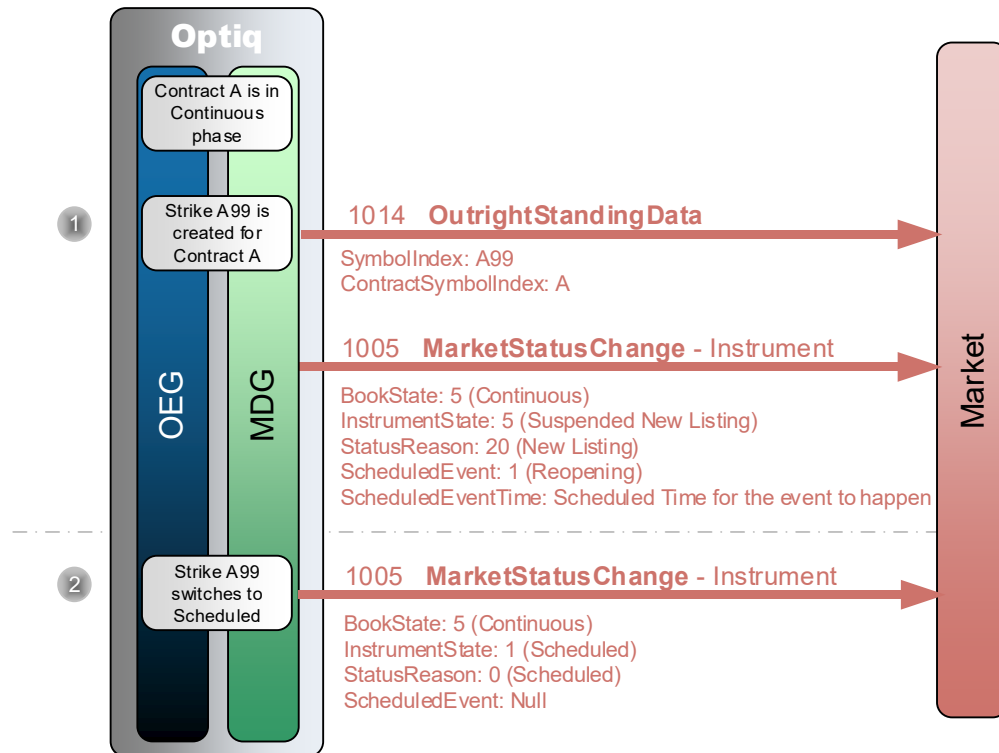 Optiq
Contract A is in
Continuous
phase
1
Strike A99 is
created for
Contract A
1014 OutrightStandingData
SymbolIndex: A99
ContractSymbolIndex: A
1005 MarketStatusChange - Instrument
BookState: 5 (Continuous)
InstrumentState: 5 (Suspended New Listing)
StatusReason: 20 (New Listing)
ScheduledEvent: 1 (Reopening)
ScheduledEventTime: Scheduled Time for the event to happen
OEG
MDG
Market
2
Strike A99
switches to
Scheduled
1005 MarketStatusChange - Instrument
BookState: 5 (Continuous)
InstrumentState: 1 (Scheduled)
StatusReason: 0 (Scheduled)
ScheduledEvent: Null